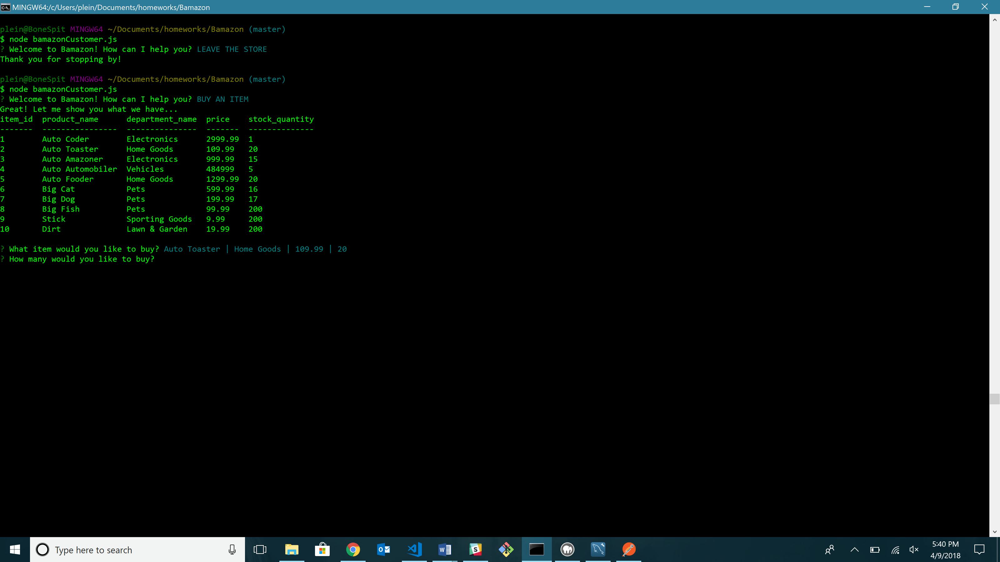 MINGW64:/c/Users/plein/Documents/homeworks/Bamazon
plein@BoneSpit MINGW64 ~/Documents/homeworks/Bamazon (master)
$ node bamazonCustomer.js
? Welcome to Bamazon! How can I help you? LEAVE THE STORE
Thank you for stopping by!
plein@BoneSpit MINGW64 ~/Documents/homeworks/Bamazon (master)
$ node bamazonCustomer.js
? Welcome to Bamazon! How can I help you? BUY AN ITEM
Great! Let me show you what we have...
item_id  product_name      department_name  price    stock_quantity
-------  ----------------  ---------------  -------  --------------
1        Auto Coder        Electronics      2999.99  1
2        Auto Toaster      Home Goods       109.99   20
3        Auto Amazoner     Electronics      999.99   15
4        Auto Automobiler  Vehicles         484999   5
5        Auto Fooder       Home Goods       1299.99  20
6        Big Cat           Pets             599.99   16
7        Big Dog           Pets             199.99   17
8        Big Fish          Pets             99.99    200
9        Stick             Sporting Goods   9.99     200
10       Dirt              Lawn & Garden    19.99    200
? What item would you like to buy? Auto Toaster | Home Goods | 109.99 | 20
? How many would you like to buy?
Type here to search
5:40 PM
4/9/2018